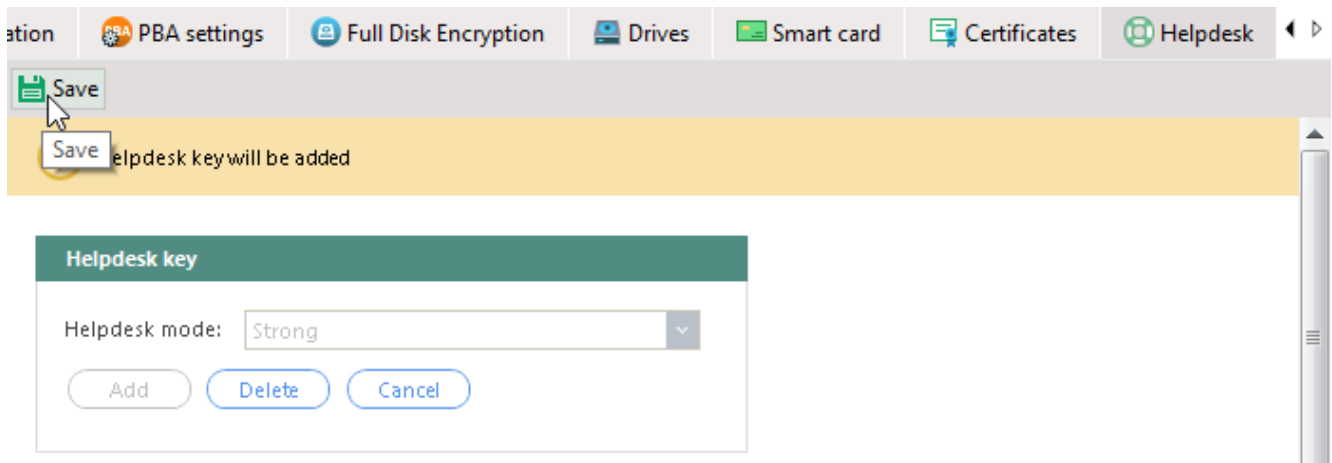 ation PBA settings Full Disk Encryption Drives Smart card Certificates Helpdesk
Save
Save elpdesk key will be added
Helpdesk key
Helpdesk mode: Strong
Add Delete Cancel